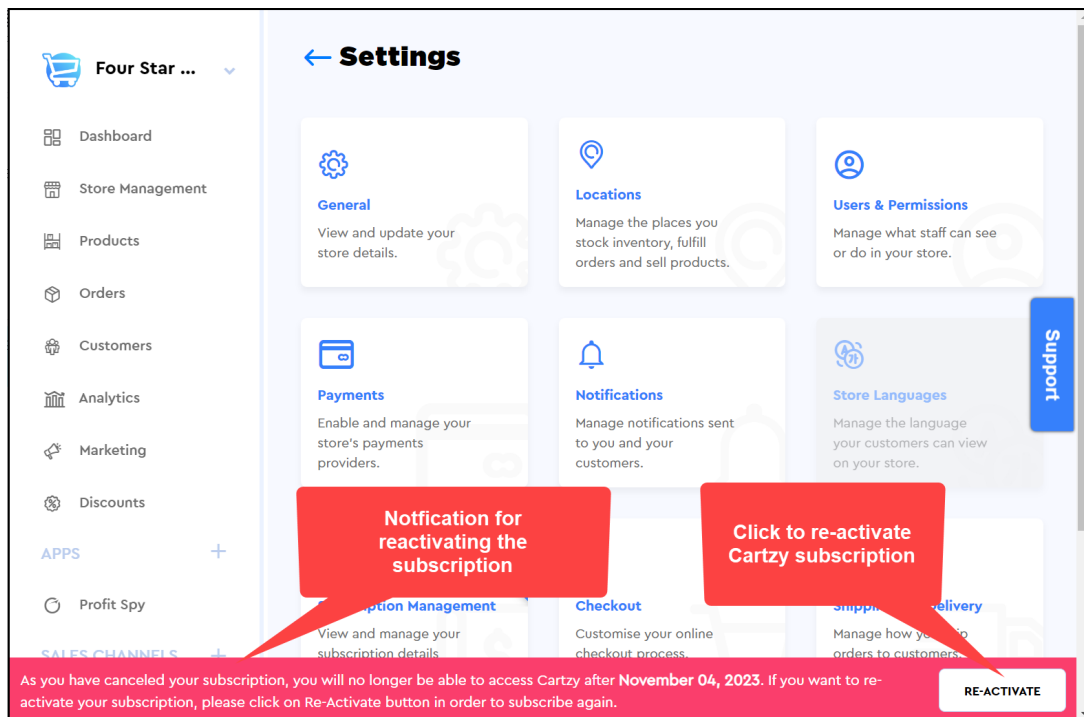 Four Star ...
Dashboard
Store Management
Products
Orders
Customers
Analytics
Marketing
Discounts
APPS +
Profit Spy
SALES CHANNELS +
← Settings
General
View and update your
store details.
Locations
Manage the places you
stock inventory, fulfill
orders and sell products.
Users & Permissions
Manage what staff can see
or do in your store.
Payments
Enable and manage your
store's payments
providers.
Notifications
Manage notifications sent
to you and your
customers.
Store Languages
Manage the language
your customers can view
on your store.
Support
Notfication for
reactivating the
subscription
Click to re-activate
Cartzy subscription
Management
View and manage your
subscription details
Checkout
Customise your online
checkout process.
Manage how
orders to customers.
As you have canceled your subscription, you will no longer be able to access Cartzy after November 04, 2023. If you want to re-
activate your subscription, please click on Re-Activate button in order to subscribe again.
RE-ACTIVATE